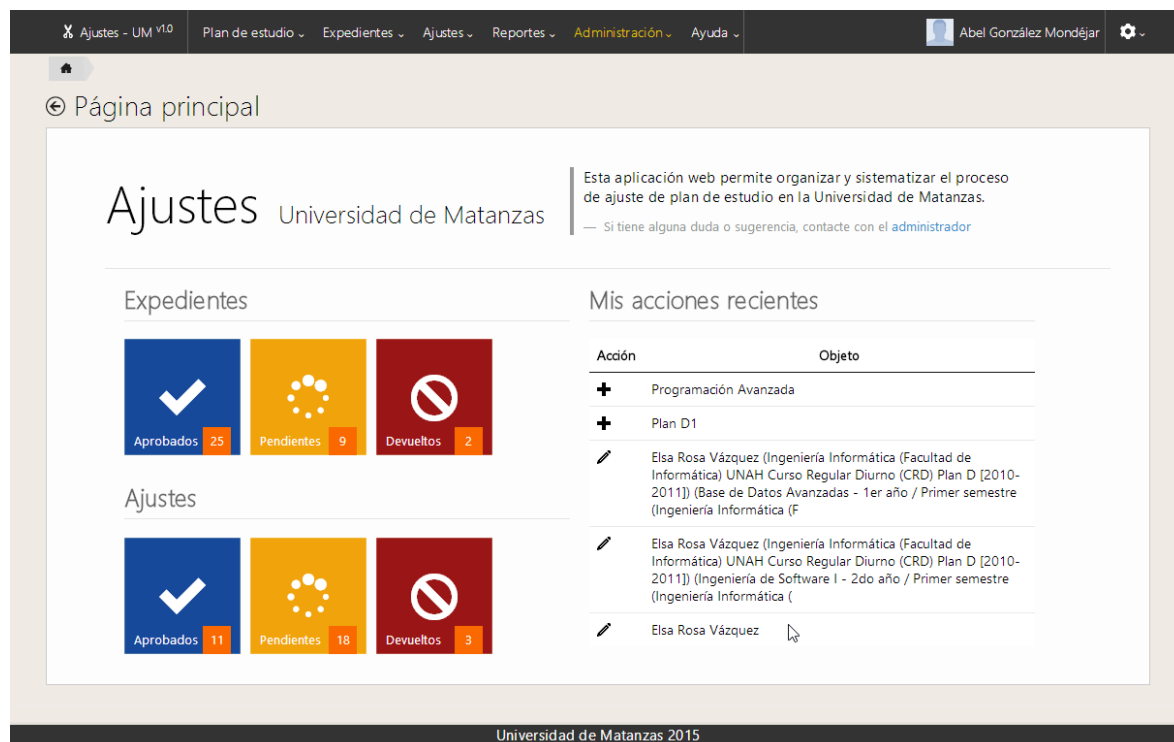 Ajustes - UM v1.0 Plan de estudio Expedientes Ajustes Reportes Administración Ayuda Abel González Mondéjar
Página principal
Ajustes Universidad de Matanzas
Esta aplicación web permite organizar y sistematizar el proceso
de ajuste de plan de estudio en la Universidad de Matanzas.
— Si tiene alguna duda o sugerencia, contacte con el administrador
Expedientes
Aprobados 25
Pendientes 9
Devueltos 2
Ajustes
Aprobados 11
Pendientes 18
Devueltos 3
Mis acciones recientes
Acción Objeto
Programación Avanzada
Plan D1
Elsa Rosa Vázquez (Ingeniería Informática (Facultad de
Informática) UNAH Curso Regular Diurno (CRD) Plan D [2010-
2011]) (Base de Datos Avanzadas - 1er año / Primer semestre
(Ingeniería Informática (F
Elsa Rosa Vázquez (Ingeniería Informática (Facultad de
Informática) UNAH Curso Regular Diurno (CRD) Plan D [2010-
2011]) (Ingeniería de Software I - 2do año / Primer semestre
(Ingeniería Informática (
Elsa Rosa Vázquez
Universidad de Matanzas 2015